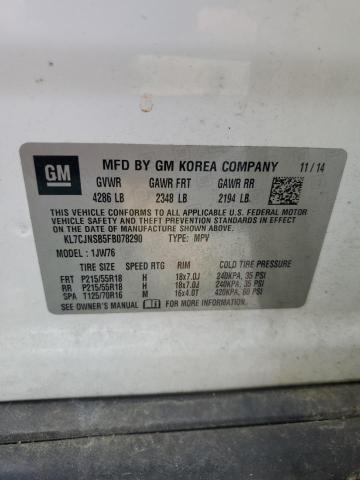 GM MFD BY GM KOREA COMPANY 11/14
GVWR GAWR FRT GAWR RR
4286 LB 2348 LB 2194 LB.
THIS VEHICLE CONFORMS TO ALL APPLICABLE U.S. FEDERAL MOTOR
VEHICLE SAFETY AND THEFT PREVENTION STANDARDS IN EFFECT
ON THE DATE OF MANUFACTURE SHOWN ABOVE.
KL7CJNSB5FB078290 TYPE: MPV
MODEL: 1JW76
TIRE SIZE SPEED RTG RIM COLD TIRE PRESSURE
FRT P215/55R18 H 18x7.0J 240KPA, 35 PSI
RR P215/55R18 H 18x7.0J 240KPA, 35 PSI
SPA T125/70R16 M 16x4.0T 420KPA, 60 PSI
SEE OWNER'S MANUAL FOR MORE INFORMATION.